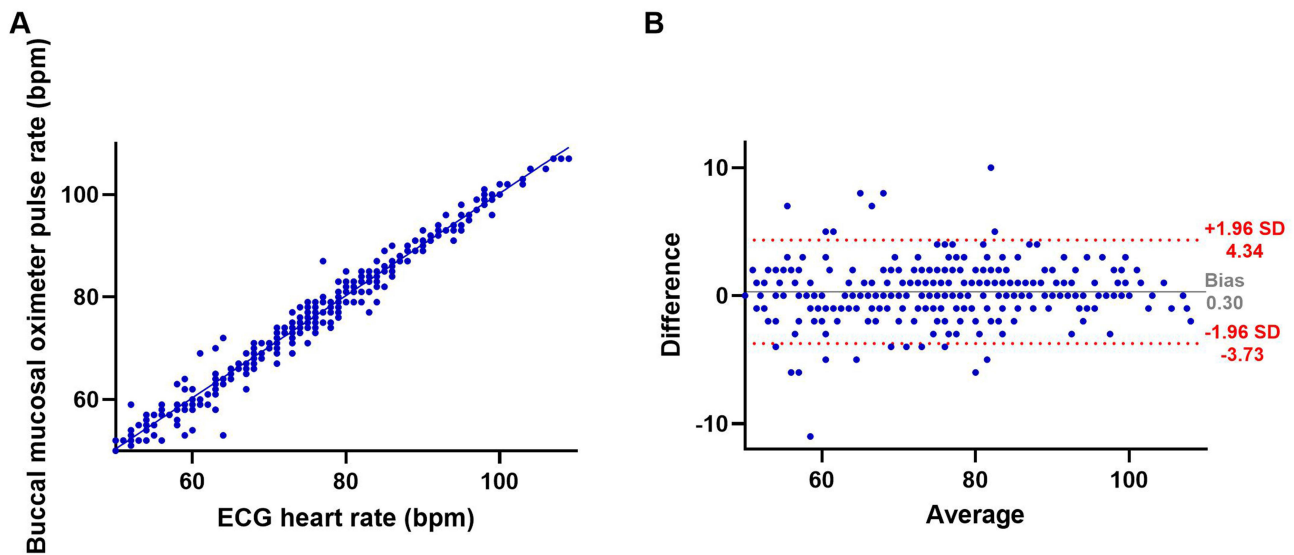 A
Buccal mucosal oximeter pulse rate (bpm)
100
80
60
60 80 100
ECG heart rate (bpm)
B
Difference
10
0
-10
+1.96 SD
4.34
Bias
0.30
-1.96 SD
-3.73
60 80 100
Average